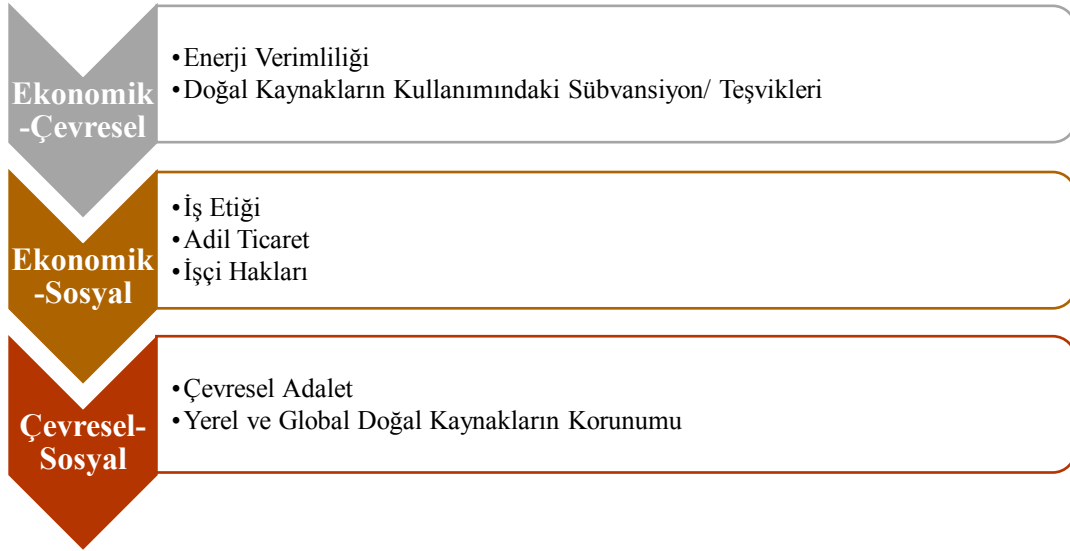 Ekonomik
-Çevresel
•Enerji Verimliliği
•Doğal Kaynakların Kullanımındaki Sübvansiyon/ Teşvikleri
Ekonomik
-Sosyal
•İş Etiği
•Adil Ticaret
•İşçi Hakları
Çevresel-
Sosyal
•Çevresel Adalet
•Yerel ve Global Doğal Kaynakların Korunumu